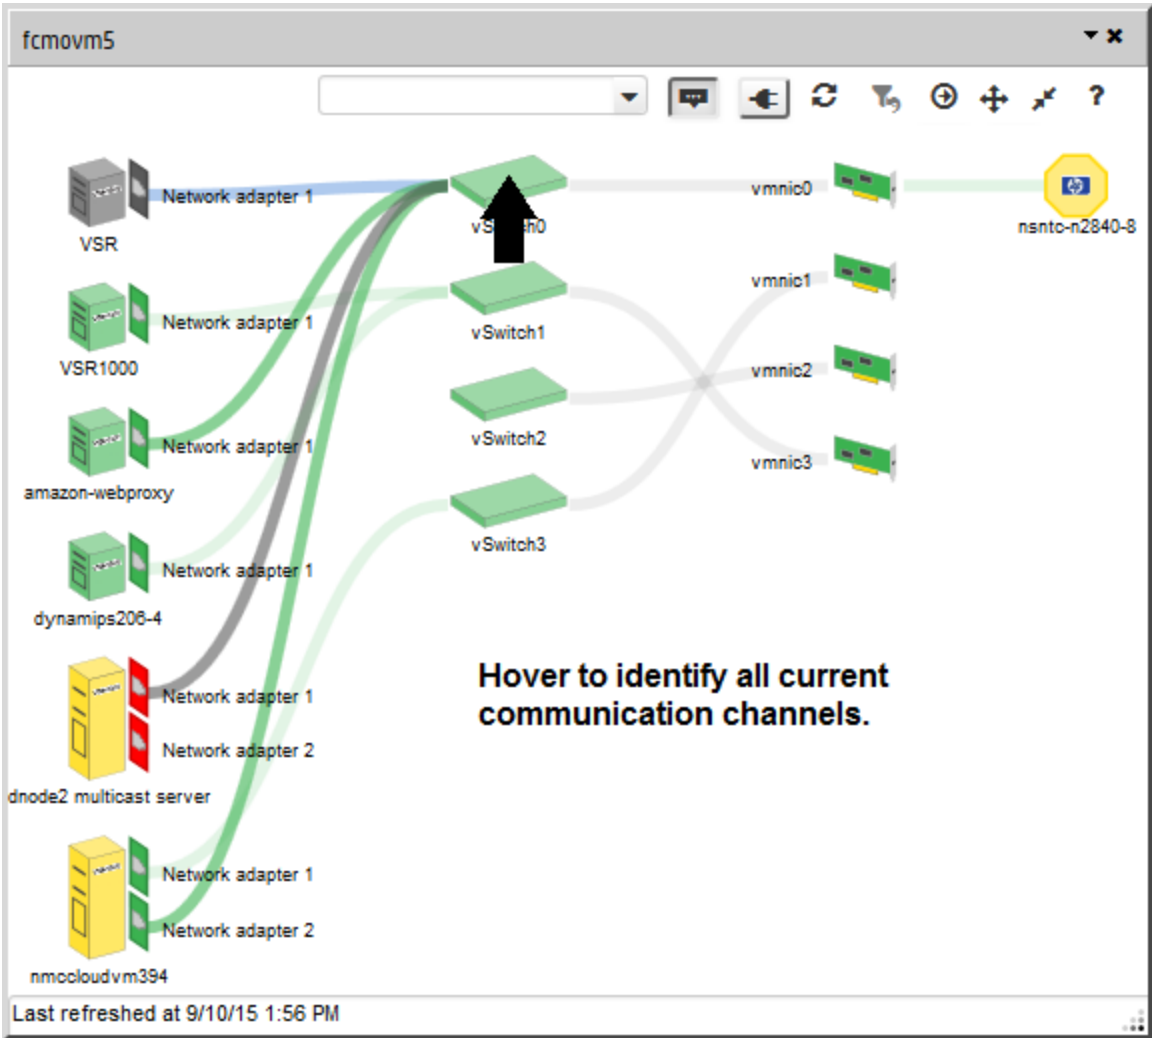 fcmovm5
?
Network adapter 1
VSR
vSwitch0
vmnic0
nsntc-n2840-8
Network adapter 1
VSR1000
vSwitch1
vmnic1
Network adapter 1
amazon-webproxy
vSwitch2
vmnic2
Network adapter 1
dynamips206-4
vSwitch3
vmnic3
Network adapter 1
Network adapter 2
dnode2 multicast server
Hover to identify all current
communication channels.
Network adapter 1
Network adapter 2
nmccloudvm394
Last refreshed at 9/10/15 1:56 PM